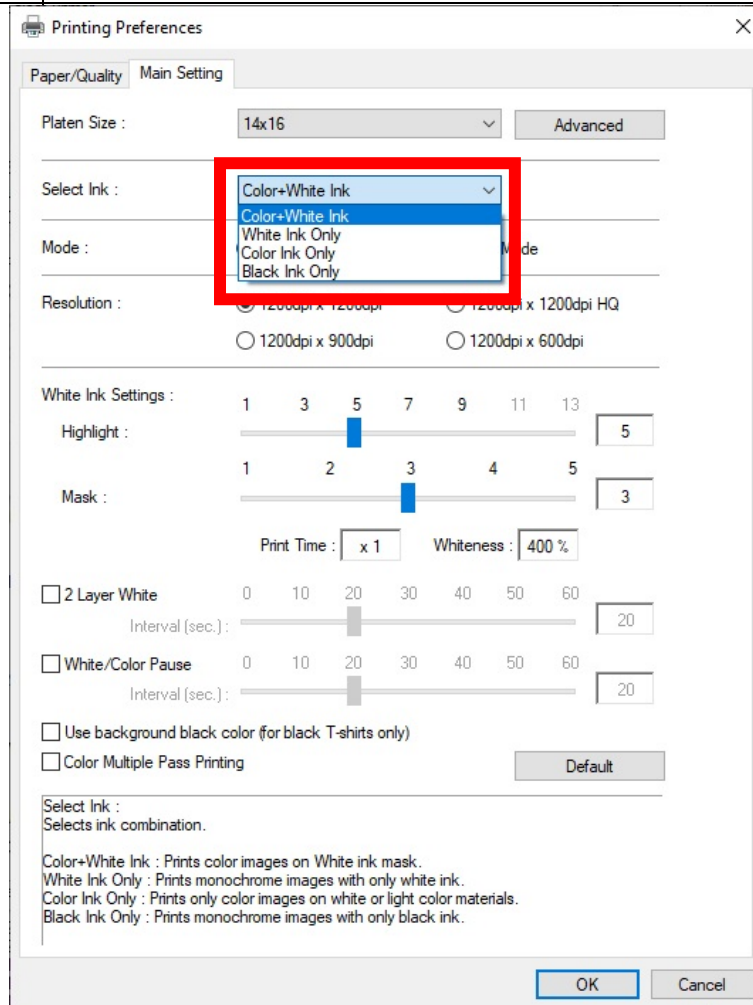 Printing Preferences
Paper/Quality Main Setting
Platen Size : 14x16 Advanced
Select Ink : Color+White Ink
Color+White Ink
White Ink Only
Mode :
Color Ink Only
Black Ink Only
Resolution : 1200dpi x 1200dpi 1200dpi x 1200dpi HQ
1200dpi x 900dpi 1200dpi x 600dpi
White Ink Settings : 1 3 5 7 9 11 13
Highlight : 5
1 2 3 4 5
Mask : 3
Print Time : x 1 Whiteness : 400 %
2 Layer White 0 10 20 30 40 50 60
Interval (sec.) : 20
White/Color Pause 0 10 20 30 40 50 60
Interval (sec.) : 20
Use background black color (for black T-shirts only)
Color Multiple Pass Printing Default
Select Ink :
Selects ink combination.
Color+White Ink : Prints color images on White ink mask.
White Ink Only : Prints monochrome images with only white ink.
Color Ink Only : Prints only color images on white or light color materials.
Black Ink Only : Prints monochrome images with only black ink.
OK Cancel